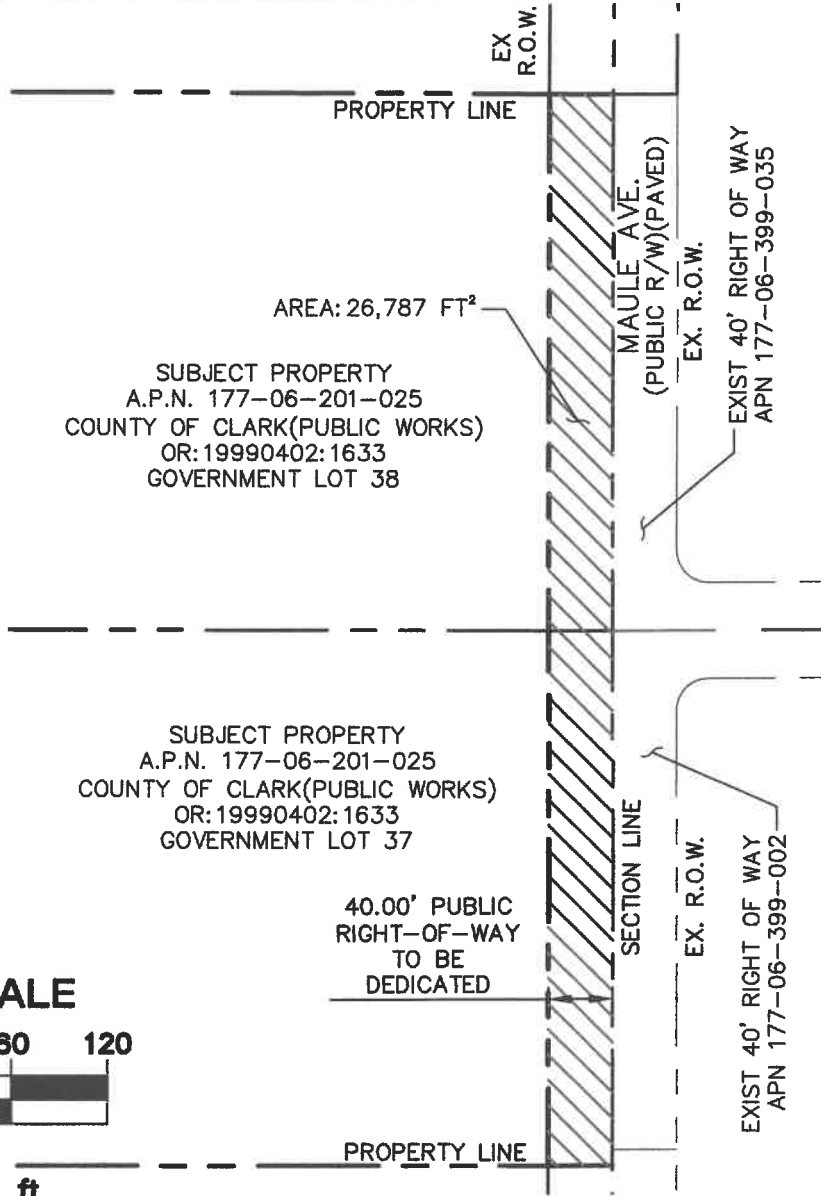 EX
R.O.W.
PROPERTY LINE
MAULE AVE.
(PUBLIC R/W)(PAVED)
EX. R.O.W.
EXIST 40' RIGHT OF WAY
APN 177-06-399-035
AREA: 26,787 FT²
SUBJECT PROPERTY
A.P.N. 177-06-201-025
COUNTY OF CLARK(PUBLIC WORKS)
OR:19990402:1633
GOVERNMENT LOT 38
SUBJECT PROPERTY
A.P.N. 177-06-201-025
COUNTY OF CLARK(PUBLIC WORKS)
OR:19990402:1633
GOVERNMENT LOT 37
SECTION LINE
EX. R.O.W.
EXIST 40' RIGHT OF WAY
APN 177-06-399-002
40.00' PUBLIC
RIGHT-OF-WAY
TO BE
DEDICATED
ALE
60 120
PROPERTY LINE
ft